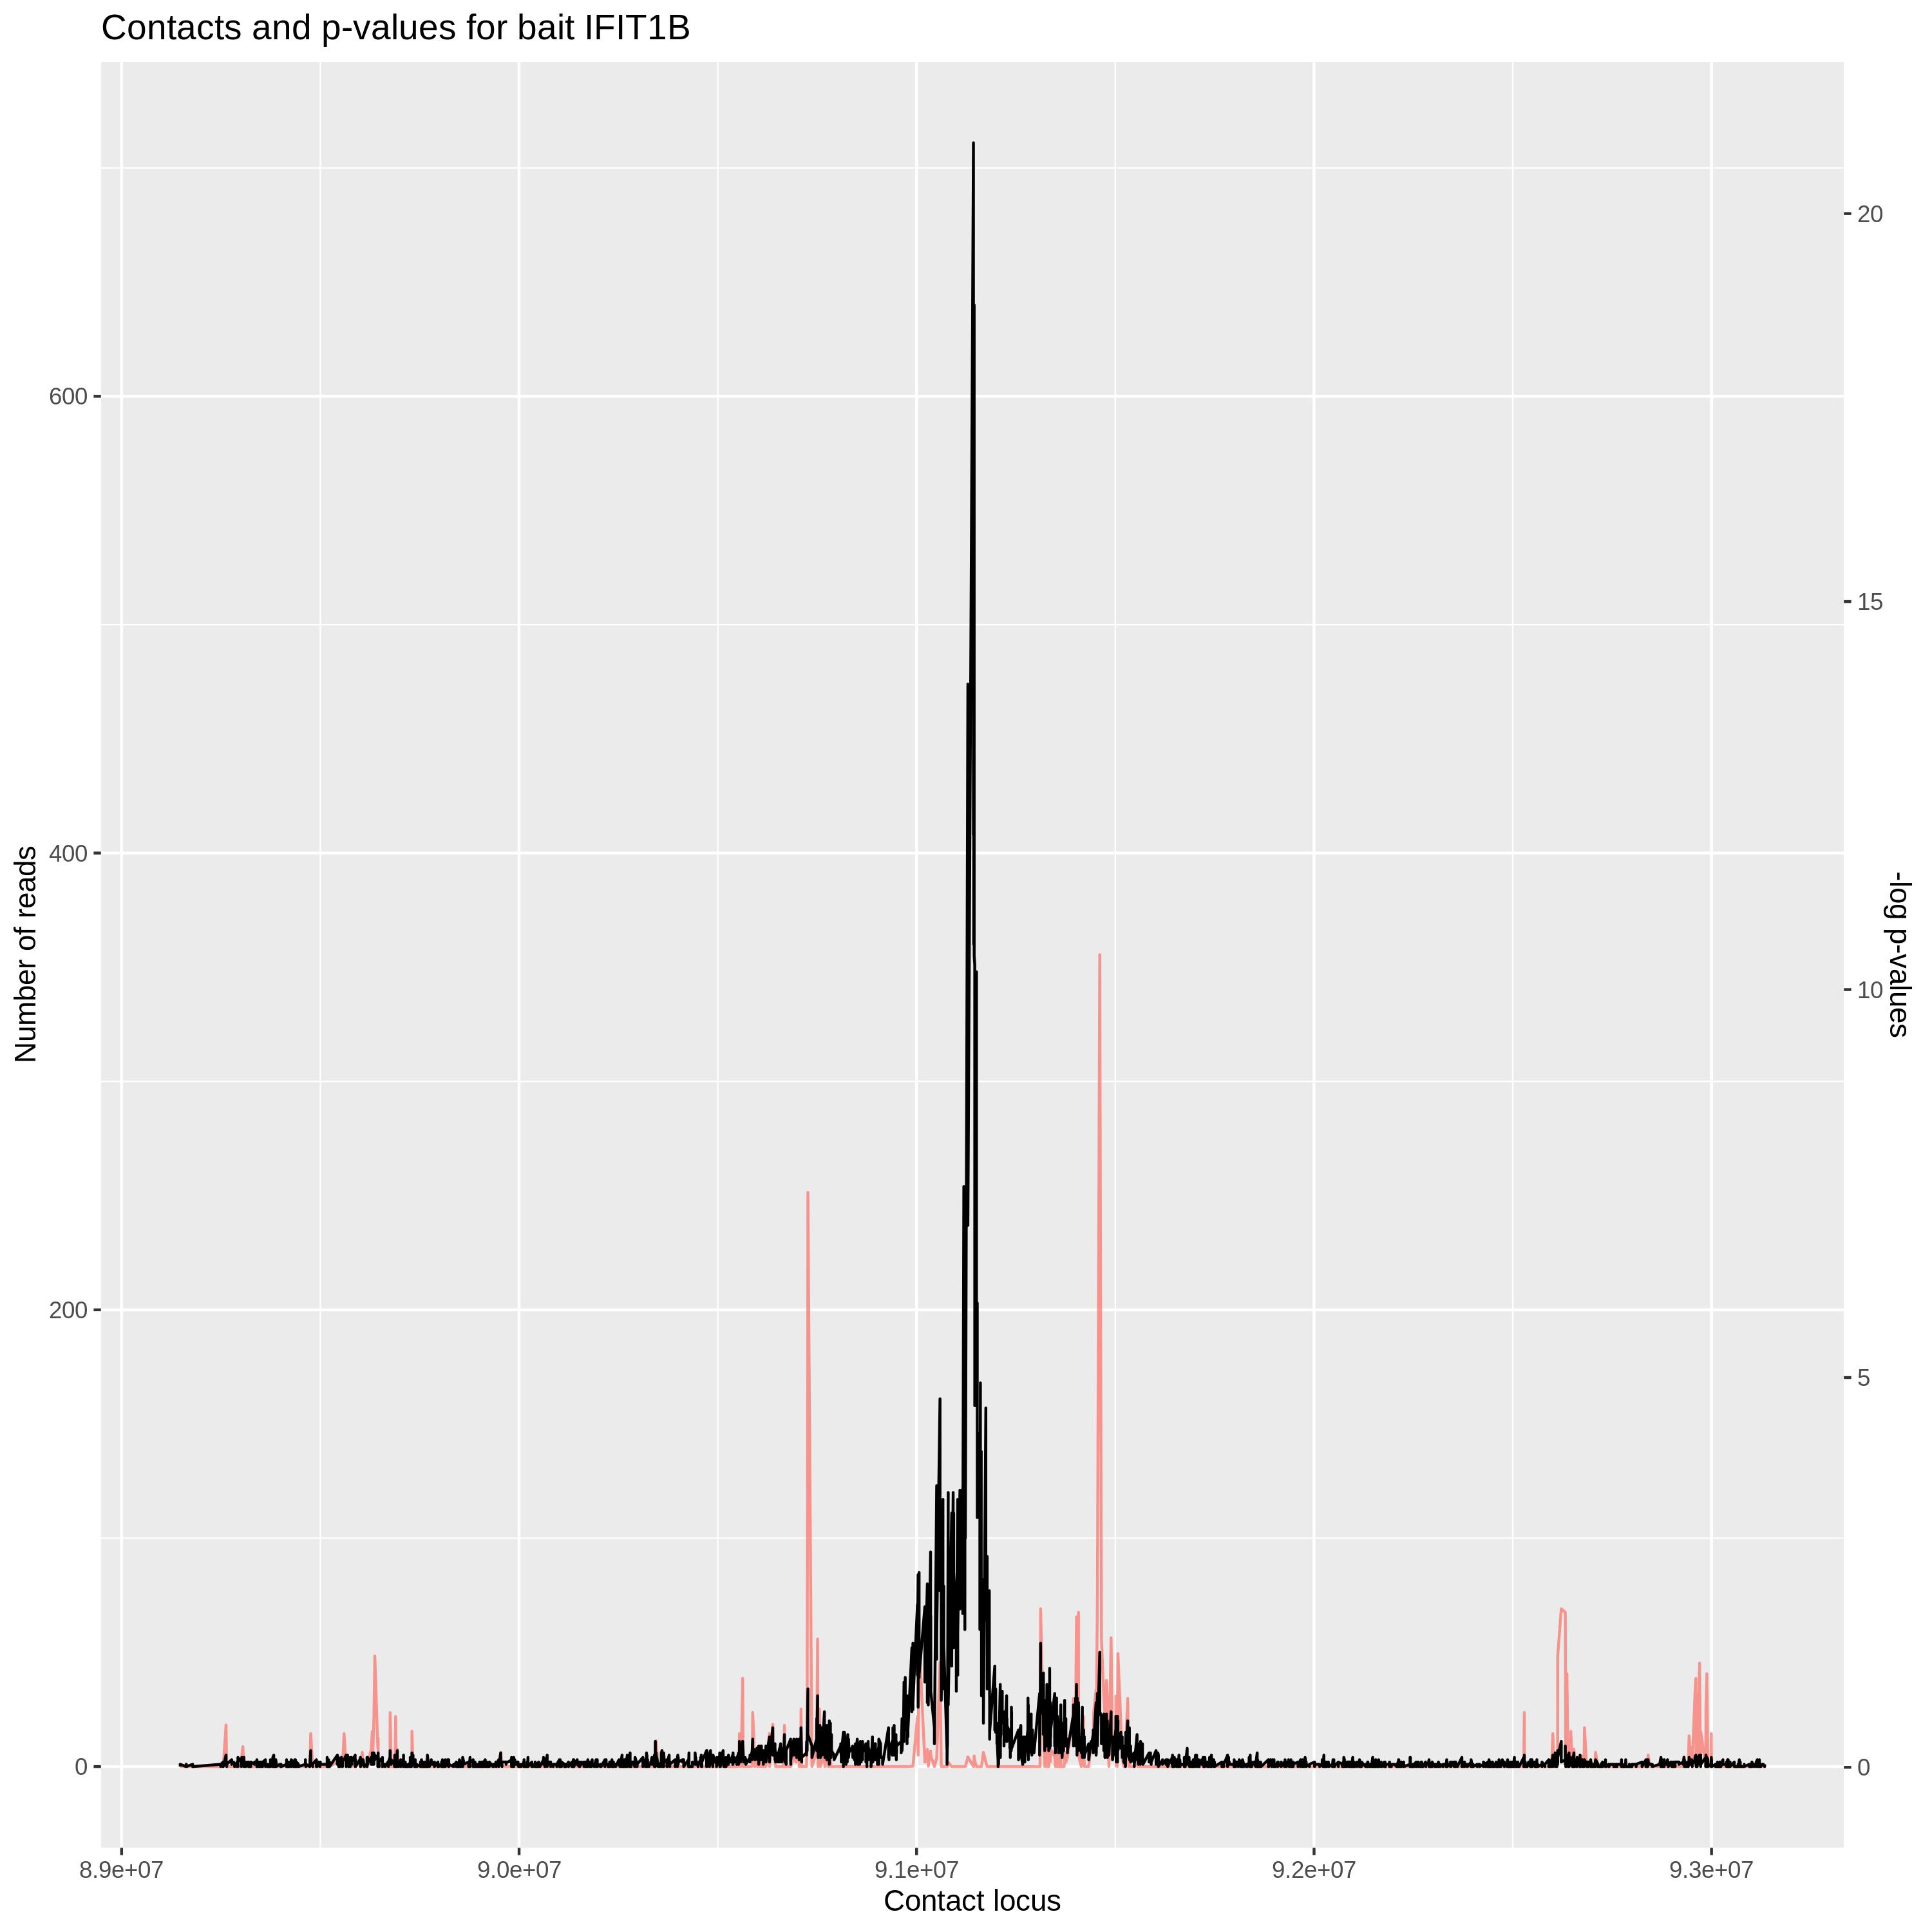 Contacts and p-values for bait IFIT1B
Number of reads
600
400
200
0
20
15
10
5
0
-log p-values
8.9e+07
9.0e+07
9.1e+07
9.2e+07
9.3e+07
Contact locus